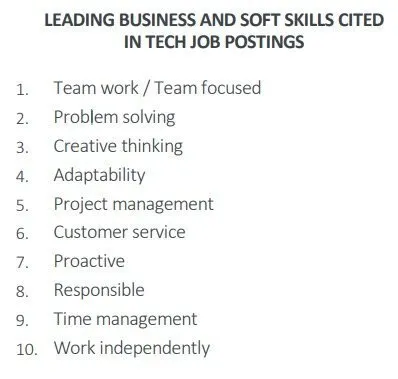 LEADING BUSINESS AND SOFT SKILLS CITED
IN TECH JOB POSTINGS
1. Team work / Team focused
2. Problem solving
3. Creative thinking
4. Adaptability
5. Project management
6. Customer service
7. Proactive
8. Responsible
9. Time management
10. Work independently